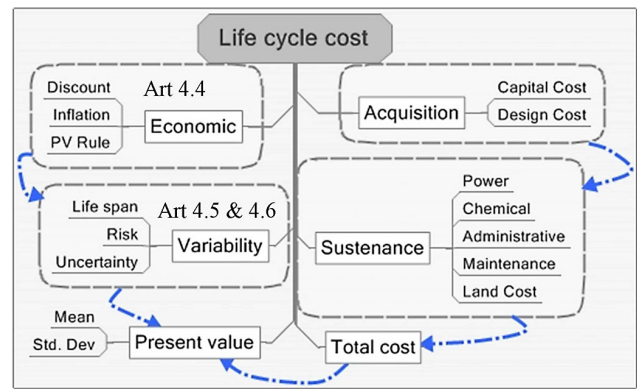 Life cycle cost
Discount
Art 4.4
Inflation
Economic
PV Rule
Capital Cost
Acquisition
Design Cost
Life span
Art 4.5 & 4.6
Risk
Variability
Uncertainty
Power
Chemical
Sustenance
Administrative
Maintenance
Land Cost
Mean
Present value
Std. Dev
Total cost